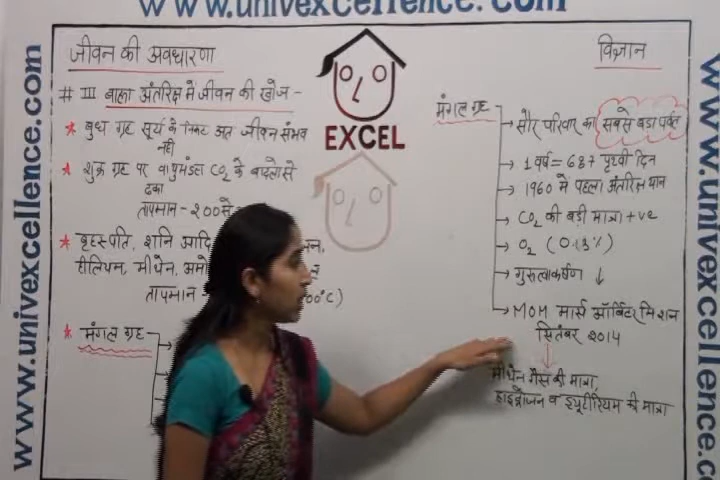 www.univexcellence.com
www.univexcellence.com
www.univexcellence.com
जीवन की अवधारणा
# III बाह्य अंतरिक्ष में जीवन की खोज -
* बुध ग्रह सूर्य के निकट अतः जीवन संभव
नहीं
* शुक्र ग्रह पर वायुमंडल CO2 के बादलो से
ढका
तापमान - २००से
* बृहस्पति, शनि आदि
हीलियम, मीथेन,
तापमान
00°C)
* मंगल ग्रह
EXCEL
विज्ञान
मंगल ग्रह
→ सौर परिवार का सबसे बडा पर्वत
→ 1 वर्ष = 687 पृथ्वी दिन
→ 1960 में पहला अंतरिक्ष यान
→ CO2 की बडी मात्रा +ve
→ O2 (0.13%)
→ गुरुत्वाकर्षण ↓
→ MOM मार्स ऑर्बिटर मिशन
सितंबर २०१४
मीथेन गैस की मात्रा,
हाइड्रोजन व ड्यूटीरियम की मात्रा